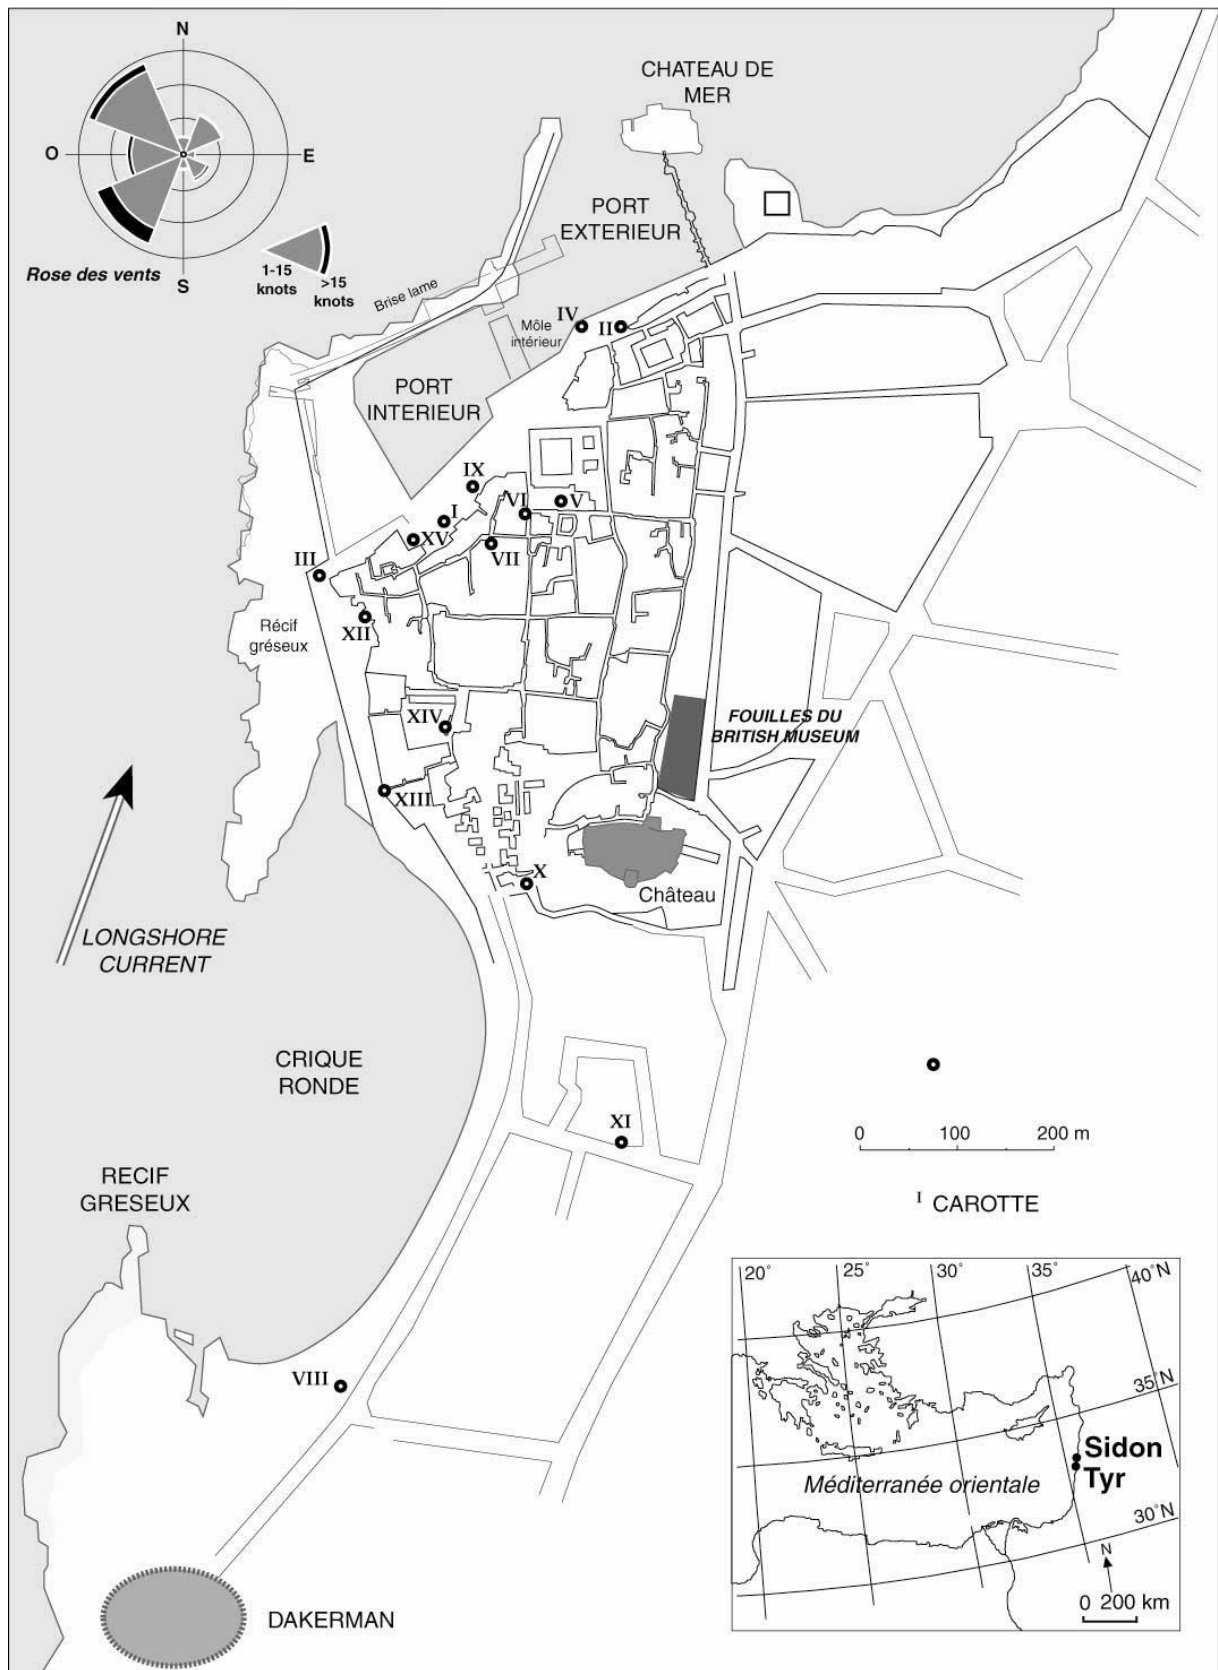 N
O
E
S
Rose des vents
1-15
knots
>15
knots
CHATEAU DE
MER
PORT
EXTERIEUR
Brise lame
IV
II
Môle
intérieur
PORT
INTERIEUR
IX
I
VI
V
XV
VII
III
XII
Récif
gréseux
XIV
FOUILLES DU
BRITISH MUSEUM
XIII
X
Château
LONGSHORE
CURRENT
CRIQUE
RONDE
XI
0 100 200 m
RECIF
GRESEUX
I CAROTTE
VIII
DAKERMAN
20° 25° 30° 35° 40°N
35°N
Sidon
Tyr
Méditerranée orientale
30°N
N
0 200 km